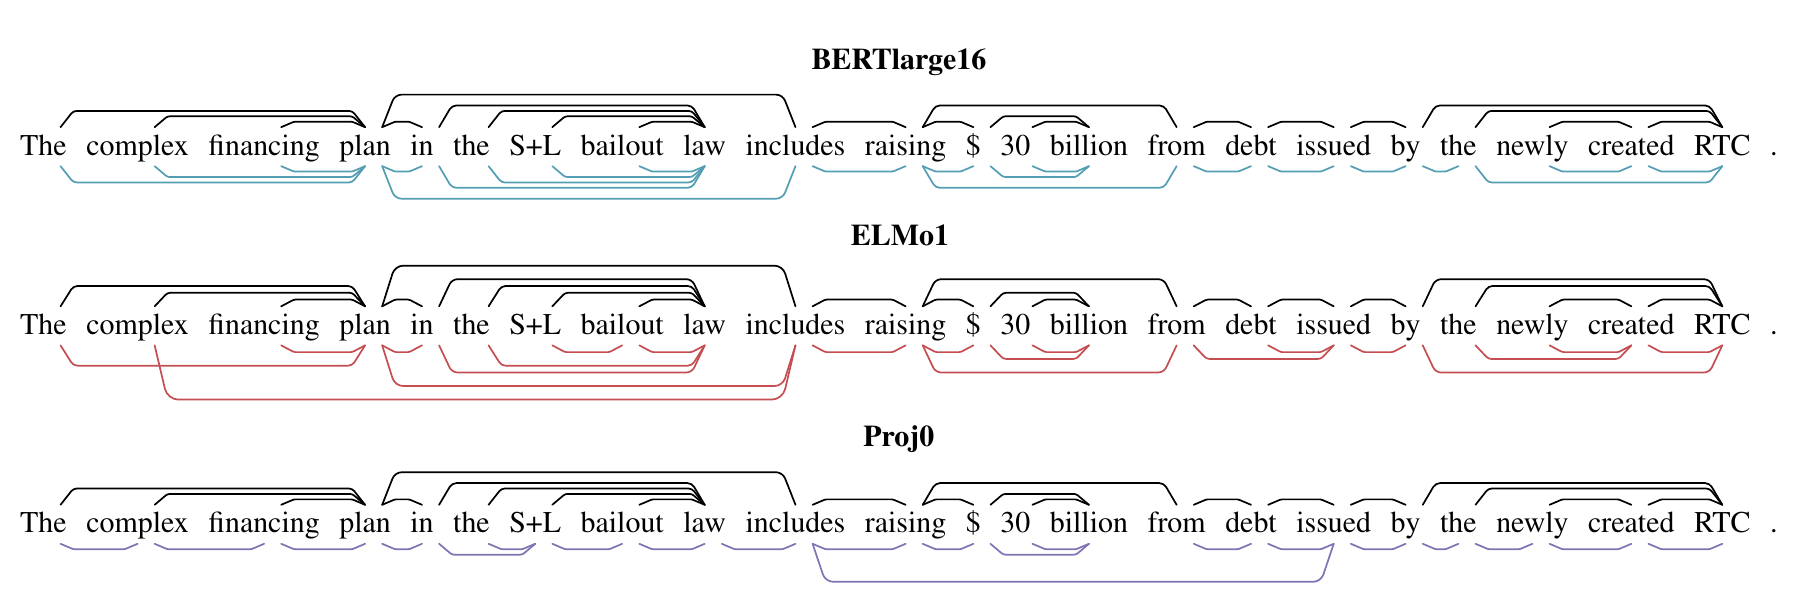 BERTlarge16
The complex financing plan in the S+L bailout law includes raising $ 30 billion from debt issued by the newly created RTC .
ELMo1
The complex financing plan in the S+L bailout law includes raising $ 30 billion from debt issued by the newly created RTC .
Proj0
The complex financing plan in the S+L bailout law includes raising $ 30 billion from debt issued by the newly created RTC .